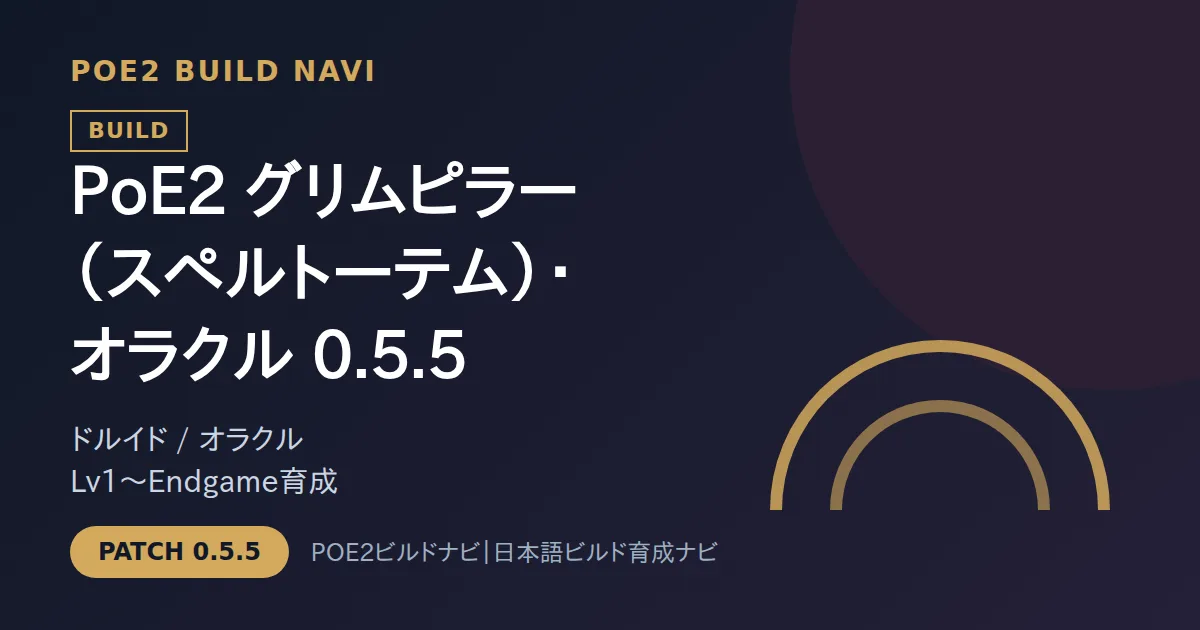 POE2 BUILD NAVI
BUILD
PoE2 グリムピラー
（スペルトーテム）・
オラクル 0.5.5
ドルイド / オラクル
Lv1〜Endgame育成
PATCH 0.5.5
POE2ビルドナビ|日本語ビルド育成ナビ